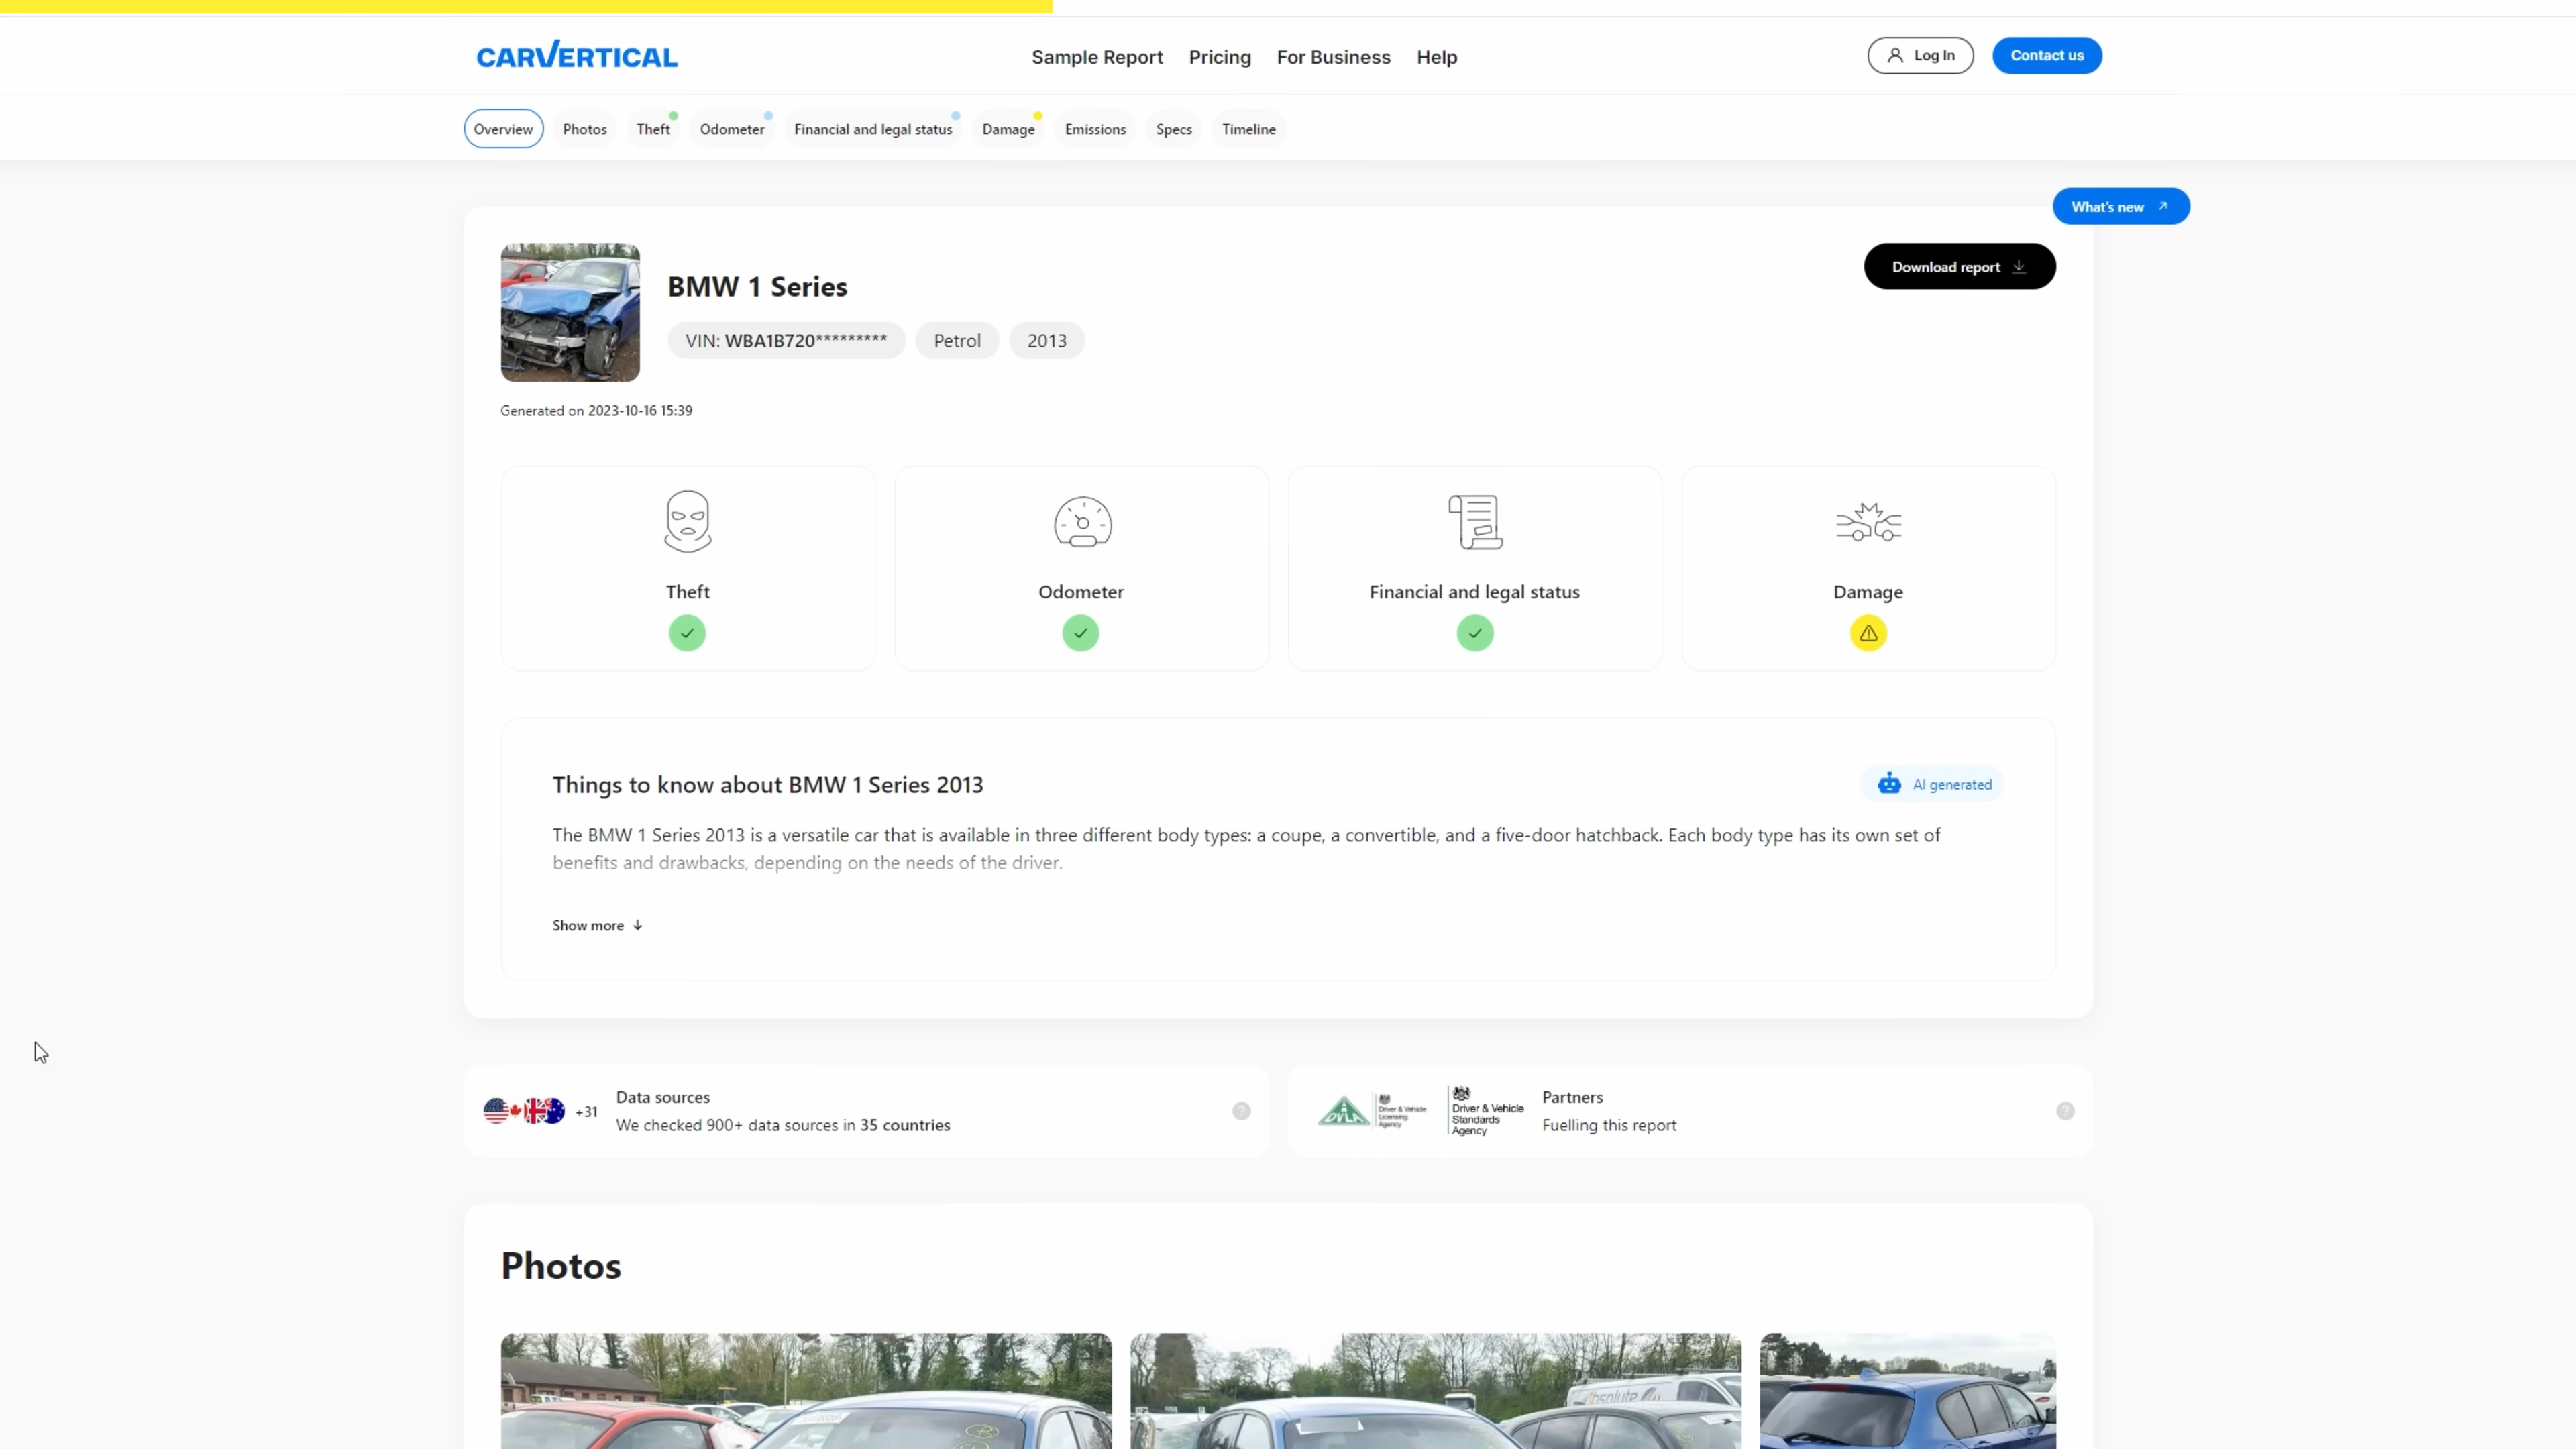 CARVERTICAL
Sample Report Pricing For Business Help
Log In
Contact us
Overview Photos Theft Odometer Financial and legal status Damage Emissions Specs Timeline
What's new
BMW 1 Series
Download report
VIN: WBA1B720********* Petrol 2013
Generated on 2023-10-16 15:39
Theft Odometer Financial and legal status Damage
Things to know about BMW 1 Series 2013
AI generated
The BMW 1 Series 2013 is a versatile car that is available in three different body types: a coupe, a convertible, and a five-door hatchback. Each body type has its own set of
benefits and drawbacks, depending on the needs of the driver.
Show more
+31
Data sources
We checked 900+ data sources in 35 countries
?
DVLA
Driver & Vehicle
Licensing
Agency
Driver & Vehicle
Standards
Agency
Partners
Fuelling this report
?
Photos
absolute